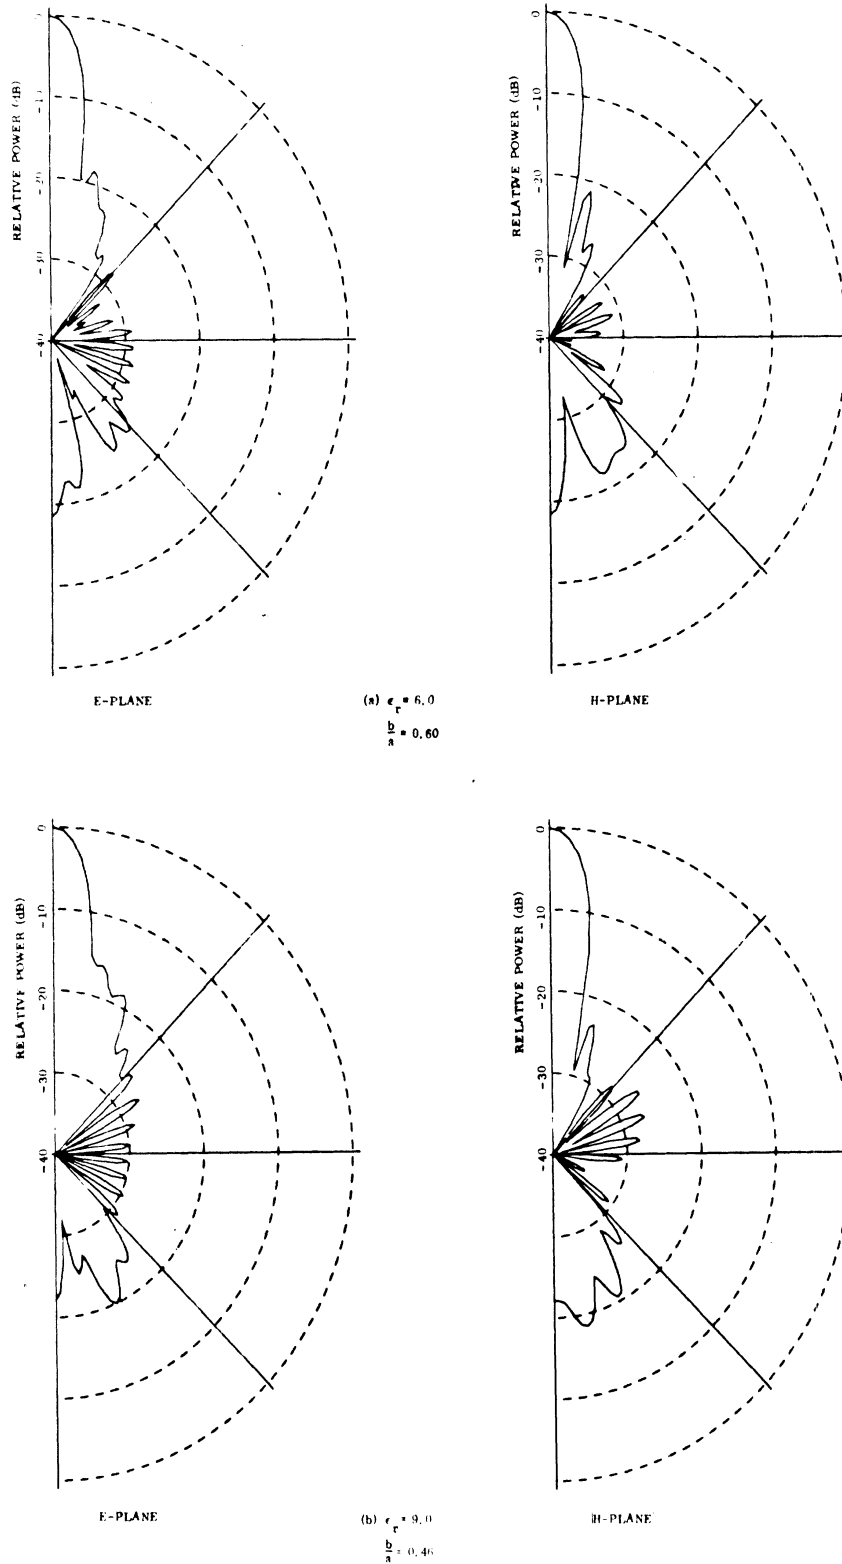 0
-10
-20
-30
-40
RELATIVE POWER (dB)
0
-10
-20
-30
-40
RELATIVE POWER (dB)
E-PLANE
(a) ϵr = 6.0
b/a = 0.60
H-PLANE
0
-10
-20
-30
-40
RELATIVE POWER (dB)
0
-10
-20
-30
-40
RELATIVE POWER (dB)
E-PLANE
(b) ϵr = 9.0
b/a = 0.46
H-PLANE